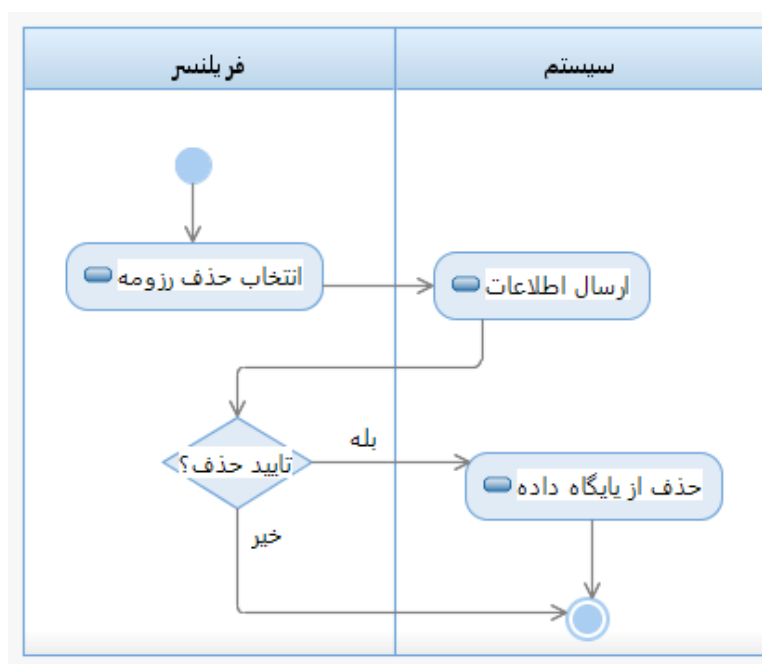 فریلنسر
سیستم
انتخاب حذف رزومه
ارسال اطلاعات
تایید حذف؟
بله
حذف از پایگاه داده
خیر